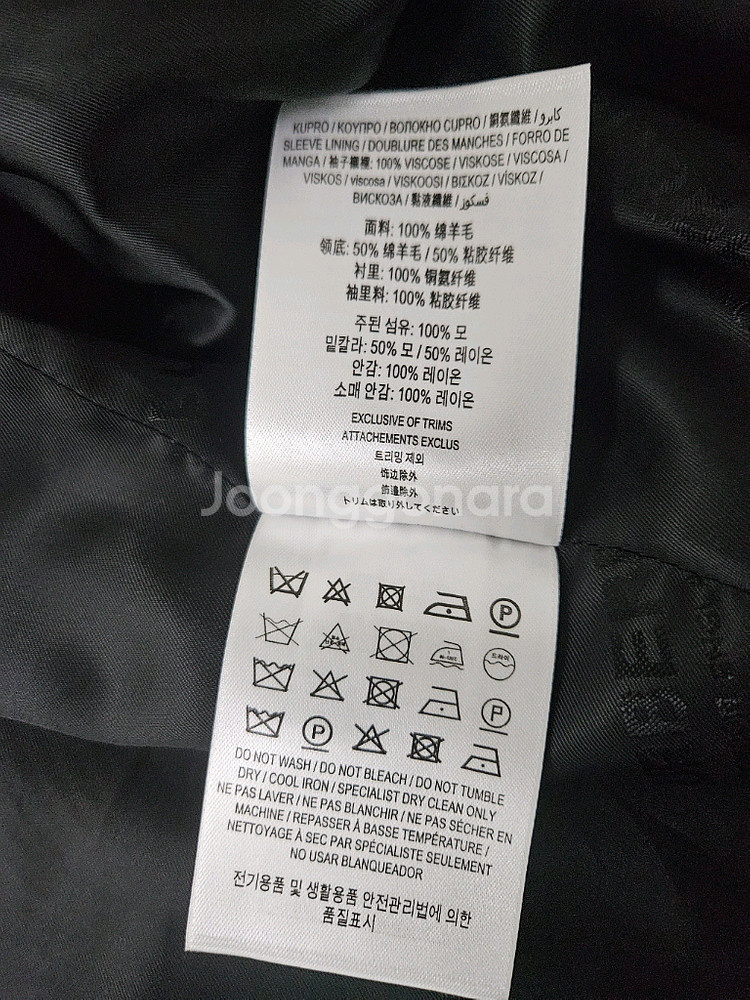 KUPRO / ΚΟΥΠΡΟ / ВОЛОКНО CUPRO / 銅氨纖維 / كابرو
SLEEVE LINING / DOUBLURE DES MANCHES / FORRO DE
MANGA / 袖子襯裡: 100% VISCOSE / VISKOSE / VISCOSA /
VISKOS / viscosa / VISKOOSI / ΒΙΣΚΟΖ / VİSKOZ /
ВИСКОЗА / 黏液纖維 / فسكوز
面料: 100% 绵羊毛
领底: 50% 绵羊毛 / 50% 粘胶纤维
衬里: 100% 铜氨纤维
袖里料: 100% 粘胶纤维
주된 섬유: 100% 모
밑칼라: 50% 모 / 50% 레이온
안감: 100% 레이온
소매 안감: 100% 레이온
EXCLUSIVE OF TRIMS
ATTACHEMENTS EXCLUS
트리밍 제외
饰边除外
飾邊除外
トリムは取り外してください
Joonggonara
P
드라이
P
P
DO NOT WASH / DO NOT BLEACH / DO NOT TUMBLE
DRY / COOL IRON / SPECIALIST DRY CLEAN ONLY
NE PAS LAVER / NE PAS BLANCHIR / NE PAS SÉCHER EN
MACHINE / REPASSER À BASSE TEMPÉRATURE /
NETTOYAGE À SEC PAR SPÉCIALISTE SEULEMENT
NO USAR BLANQUEADOR
전기용품 및 생활용품 안전관리법에 의한
품질표시